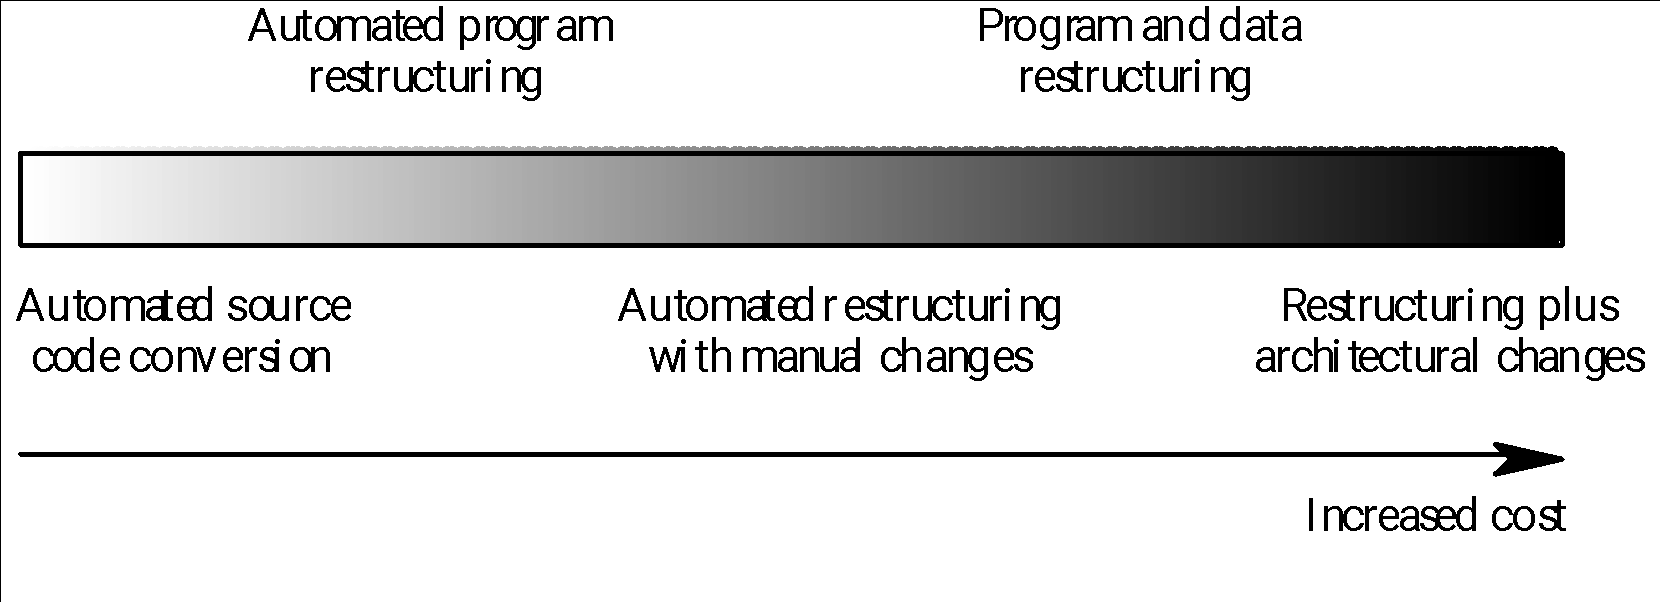 Automated program
restructuring
Program and data
restructuring
Automated source
code conversion
Automated restructuring
with manual changes
Restructuring plus
architectural changes
Increased cost